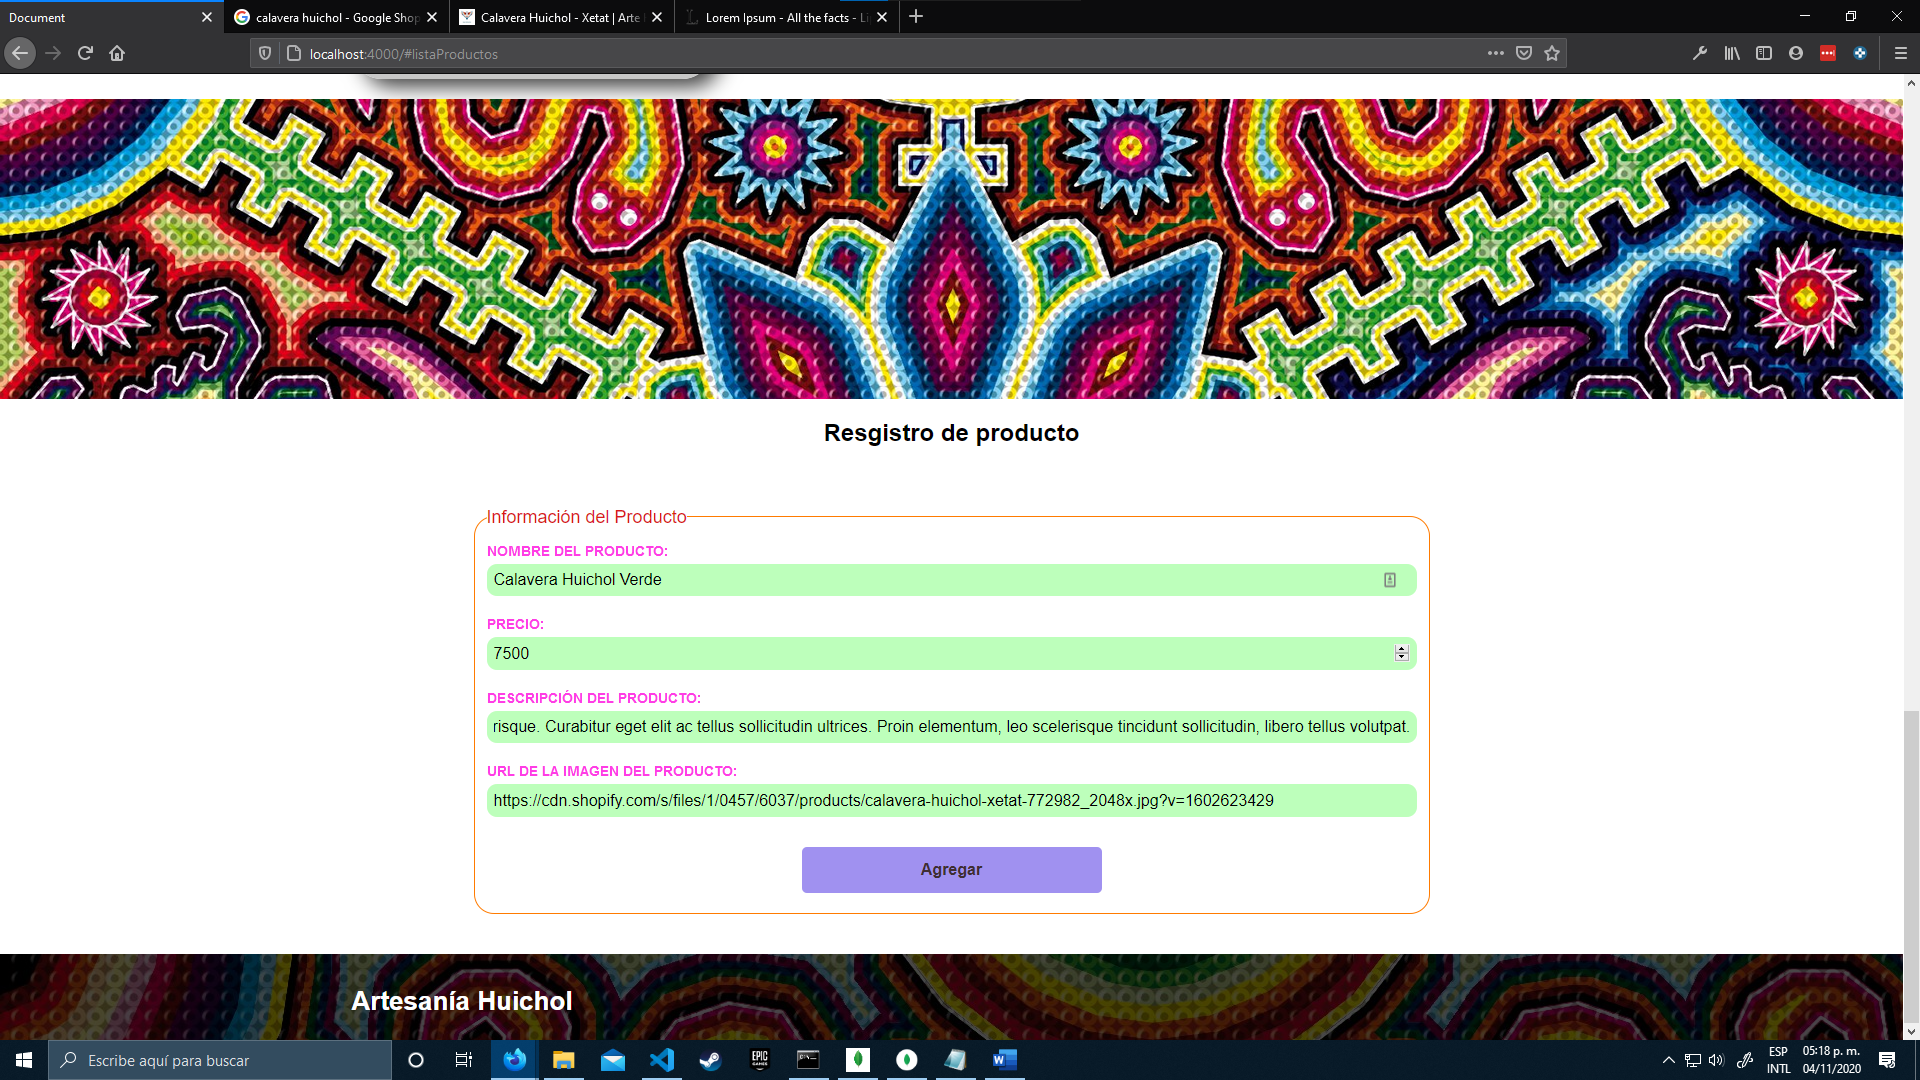 Document
calavera huichol - Google Shop
Calavera Huichol - Xetat | Arte
Lorem Ipsum - All the facts - Li
localhost:4000/#listaProductos
Resgistro de producto
Información del Producto
NOMBRE DEL PRODUCTO:
Calavera Huichol Verde
PRECIO:
7500
DESCRIPCIÓN DEL PRODUCTO:
risque. Curabitur eget elit ac tellus sollicitudin ultrices. Proin elementum, leo scelerisque tincidunt sollicitudin, libero tellus volutpat.
URL DE LA IMAGEN DEL PRODUCTO:
https://cdn.shopify.com/s/files/1/0457/6037/products/calavera-huichol-xetat-772982_2048x.jpg?v=1602623429
Agregar
Artesanía Huichol
Escribe aquí para buscar
EPIC
GAMES
ESP
INTL
05:18 p. m.
04/11/2020